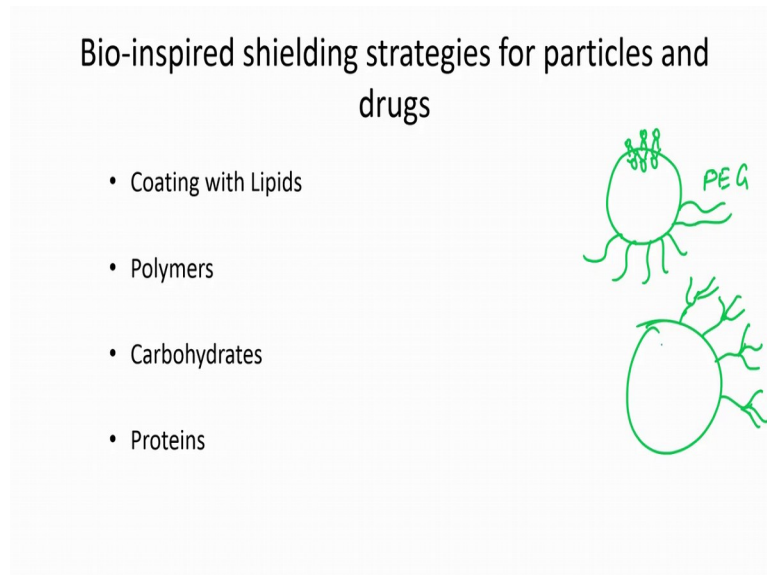 Bio-inspired shielding strategies for particles and
drugs
• Coating with Lipids
• Polymers
• Carbohydrates
• Proteins
PEG